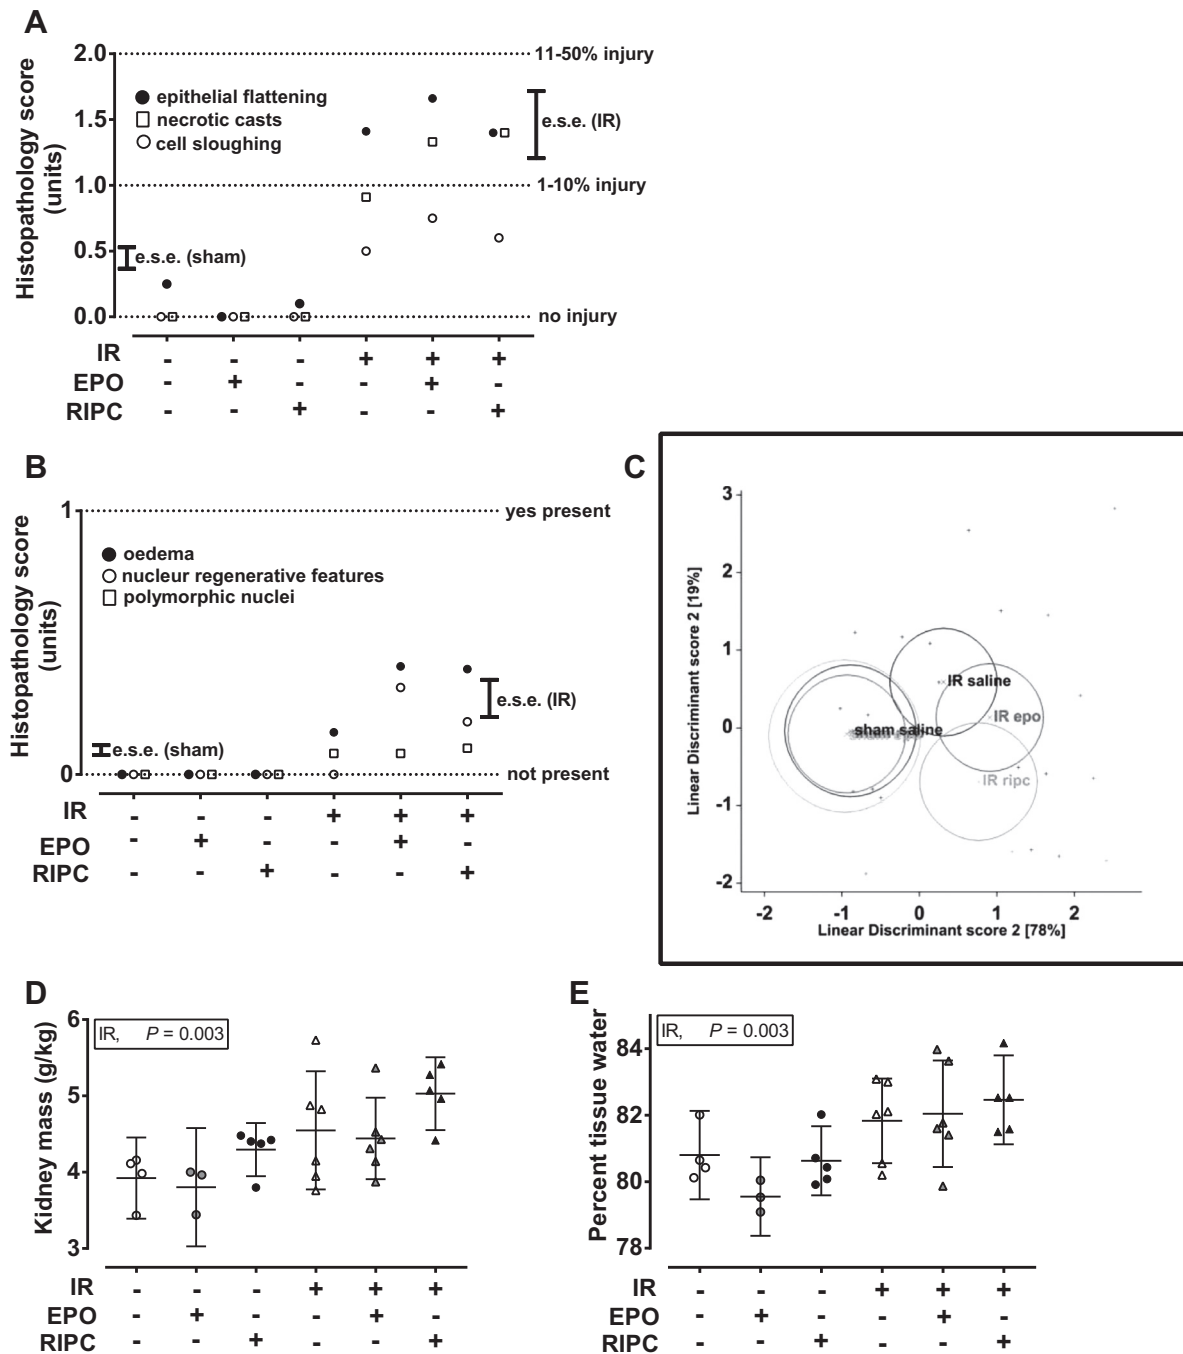 A
Histopathology score
(units)
2.0
1.5
1.0
0.5
0.0
11-50% injury
1-10% injury
no injury
epithelial flattening
necrotic casts
cell sloughing
e.s.e. (IR)
e.s.e. (sham)
IR - - - + + +
EPO - + - - + -
RIPC - - + - - +
B
Histopathology score
(units)
1
0
yes present
not present
oedema
nucleur regenerative features
polymorphic nuclei
e.s.e. (IR)
e.s.e. (sham)
IR - - - + + +
EPO - + - - + -
RIPC - - + - - +
C
Linear Discriminant score 2 [19%]
3
2
1
0
-1
-2
IR saline
IR epo
sham saline
IR ripc
-2 -1 0 1 2
Linear Discriminant score 2 [78%]
D
Kidney mass (g/kg)
6
5
4
3
IR, P = 0.003
IR - - - + + +
EPO - + - - + -
RIPC - - + - - +
E
Percent tissue water
84
82
80
78
IR, P = 0.003
IR - - - + + +
EPO - + - - + -
RIPC - - + - - +